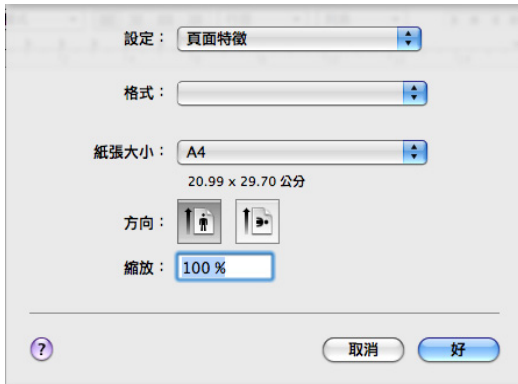 設定： 頁面特徵
格式：
紙張大小： A4
20.99 x 29.70 公分
方向：
縮放： 100 %
? 取消 好